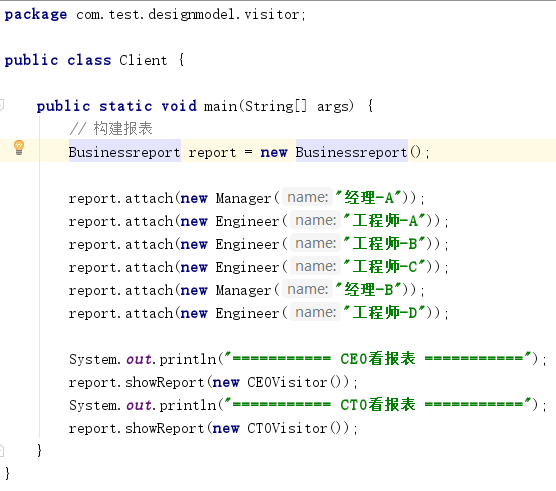 package com.test.designmodel.visitor;
public class Client {
public static void main(String[] args) {
// 构建报表
Businessreport report = new Businessreport();
report.attach(new Manager( name: "经理-A"));
report.attach(new Engineer( name: "工程师-A"));
report.attach(new Engineer( name: "工程师-B"));
report.attach(new Engineer( name: "工程师-C"));
report.attach(new Manager( name: "经理-B"));
report.attach(new Engineer( name: "工程师-D"));
System.out.println("=========== CEO看报表 ===========");
report.showReport(new CEOVisitor());
System.out.println("=========== CTO看报表 ===========");
report.showReport(new CTOVisitor());
}
}